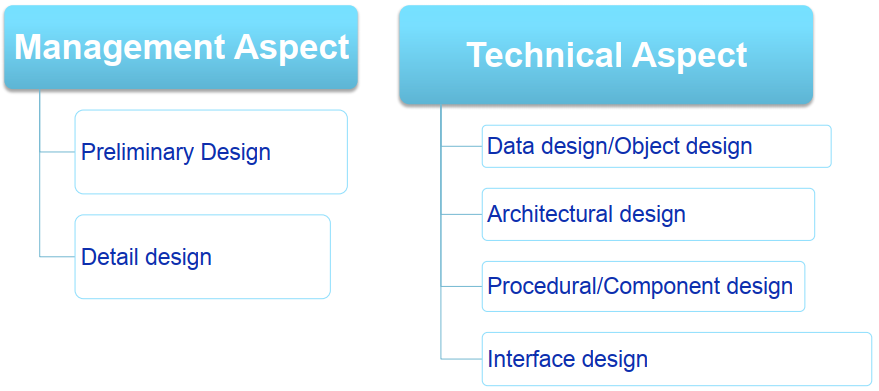 Management Aspect
Preliminary Design
Detail design
Technical Aspect
Data design/Object design
Architectural design
Procedural/Component design
Interface design